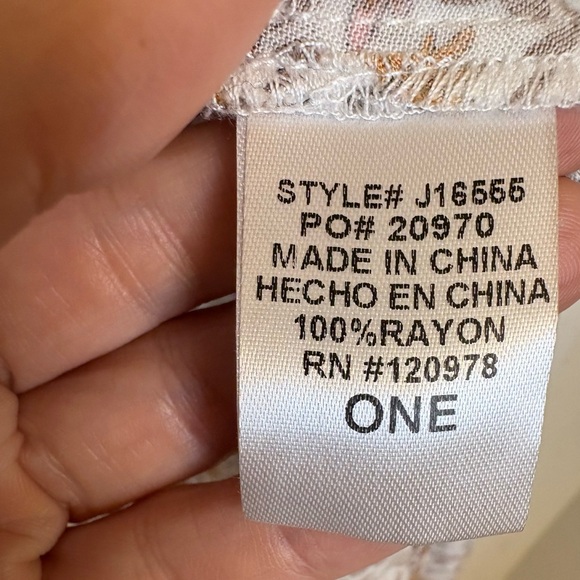 STYLE# J16555
PO# 20970
MADE IN CHINA
HECHO EN CHINA
100%RAYON
RN #120978
ONE